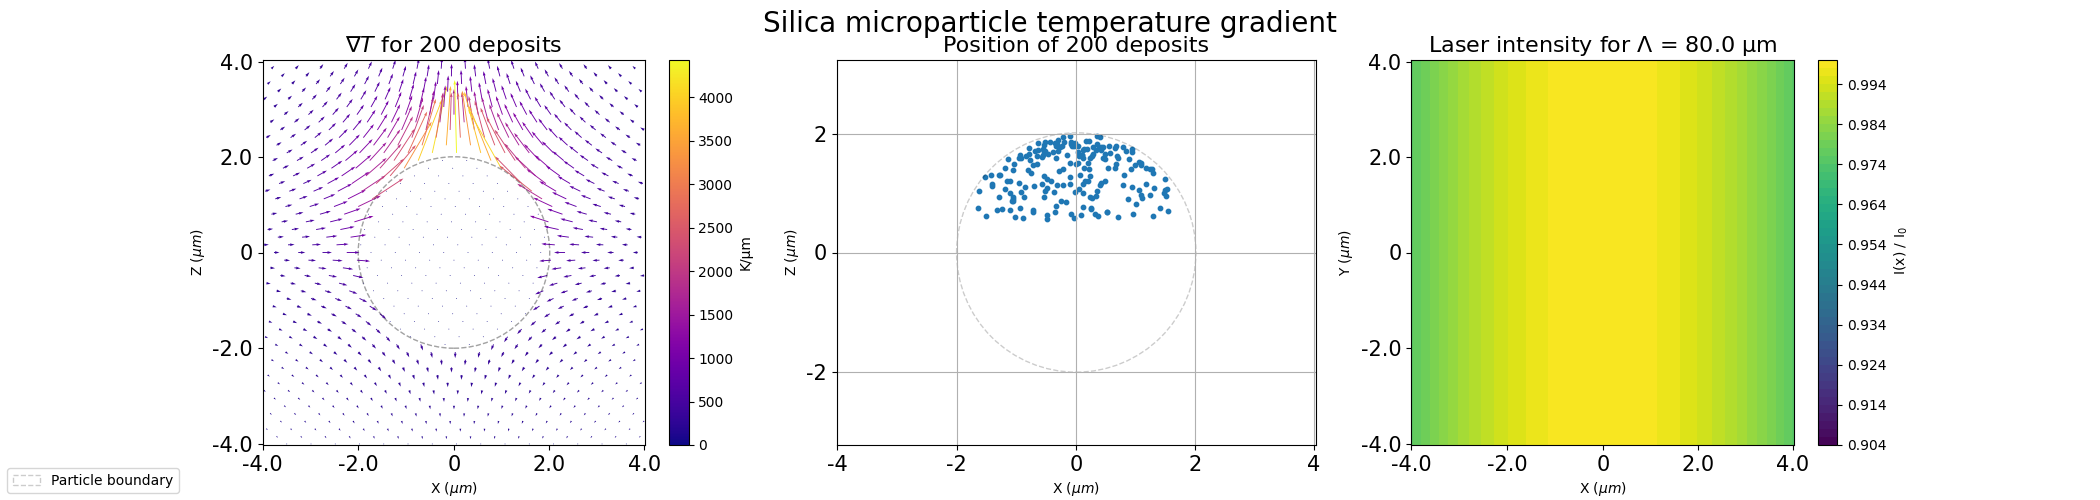 Silica microparticle temperature gradient
∇T for 200 deposits
4.0
2.0
0
-2.0
-4.0
Z (μm)
-4.0 -2.0 0 2.0 4.0
X (μm)
4000
3500
3000
2500
2000
1500
1000
500
0
K/μm
Position of 200 deposits
2
0
-2
Z (μm)
-4 -2 0 2 4
X (μm)
Laser intensity for Λ = 80.0 μm
4.0
2.0
0
-2.0
-4.0
Y (μm)
-4.0 -2.0 0 2.0 4.0
X (μm)
0.994
0.984
0.974
0.964
0.954
0.944
0.934
0.924
0.914
0.904
I(x) / I₀
Particle boundary